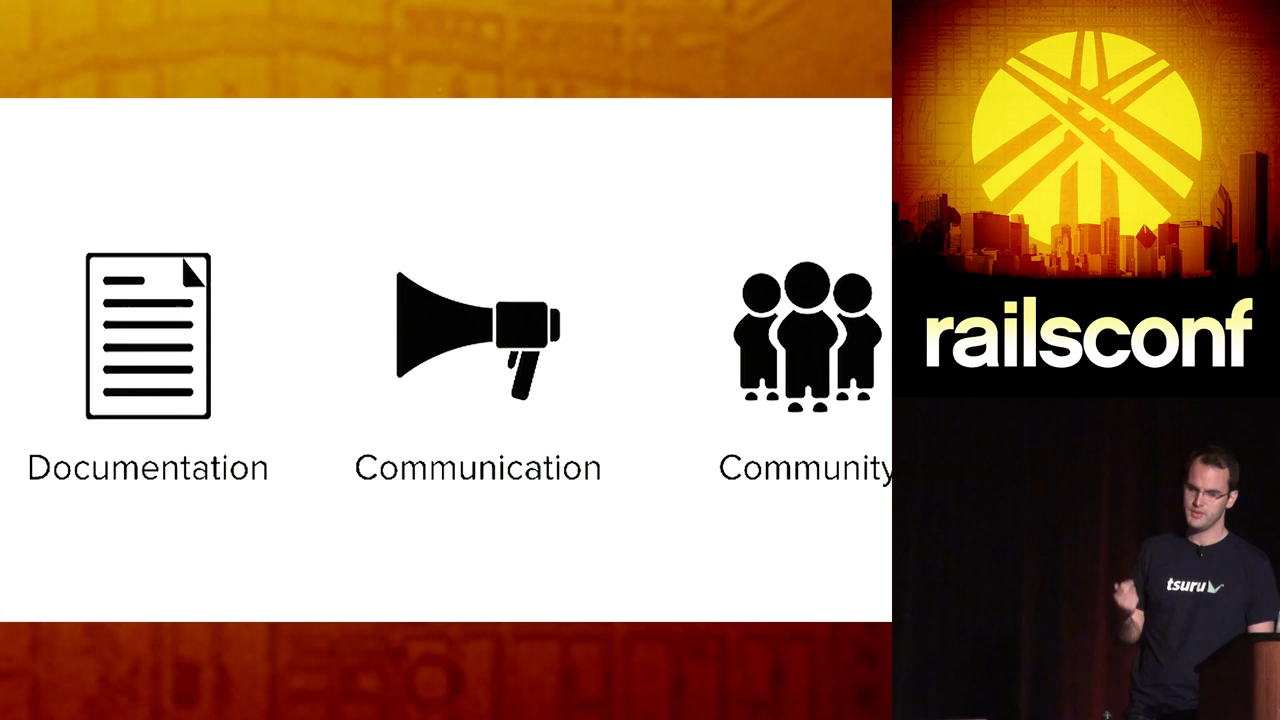 Documentation
Communication
Community
railsconf
tsuru